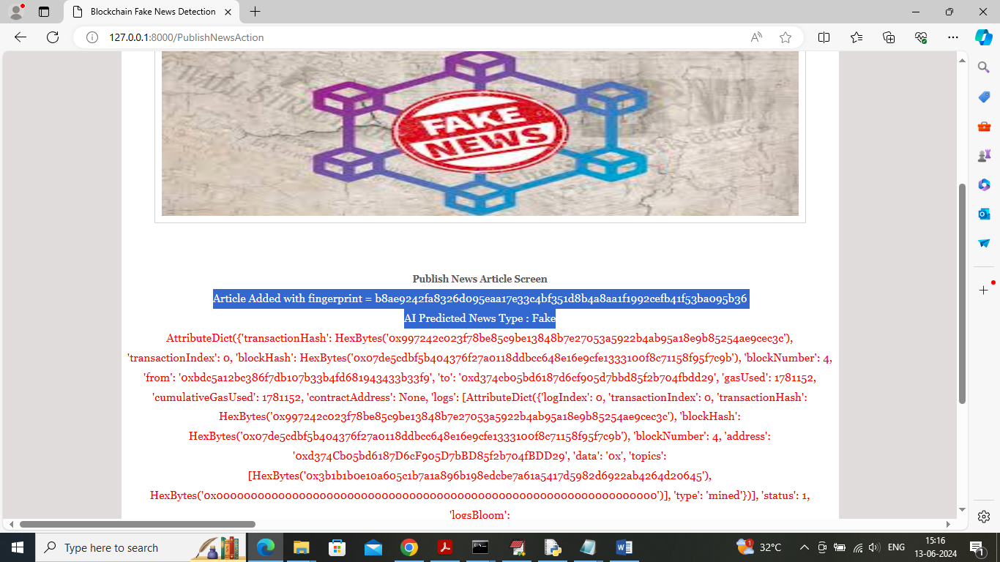 Blockchain Fake News Detection
127.0.0.1:8000/PublishNewsAction
FAKE
NEWS
Publish News Article Screen
Article Added with fingerprint = b8ae9242fa8326d095eaa17e33c4bf351d8b4a8aa1f1992cefb41f53ba095b36
AI Predicted News Type : Fake
AttributeDict({'transactionHash': HexBytes('0x997242c023f78be85c9be13848b7e27053a5922b4ab95a18e9b85254ae9cec3c'),
'transactionIndex': 0, 'blockHash': HexBytes('0x07de5cdbf5b404376f27a0118ddbcc648e16e9cfe1333100f8c71158f95f7c9b'), 'blockNumber': 4,
'from': '0xbdc5a12bc386f7db107b33b4fd681943433b33f9', 'to': '0xd374cb05bd6187d6cf905d7bbd85f2b704fbdd29', 'gasUsed': 1781152,
'cumulativeGasUsed': 1781152, 'contractAddress': None, 'logs': [AttributeDict({'logIndex': 0, 'transactionIndex': 0, 'transactionHash':
HexBytes('0x997242c023f78be85c9be13848b7e27053a5922b4ab95a18e9b85254ae9cec3c'), 'blockHash':
HexBytes('0x07de5cdbf5b404376f27a0118ddbcc648e16e9cfe1333100f8c71158f95f7c9b'), 'blockNumber': 4, 'address':
'0xd374Cb05bd6187D6cF905D7bBD85f2b704fBDD29', 'data': '0x', 'topics':
[HexBytes('0x3b1b1b0e10a605c1b7a1a896b198edcbe7a61a5417d5982d6922ab4264d20645'),
HexBytes('0x0000000000000000000000000000000000000000000000000000000000000000')], 'type': 'mined'})], 'status': 1,
'logsBloom':
Type here to search
32°C
ENG
15:16
13-06-2024